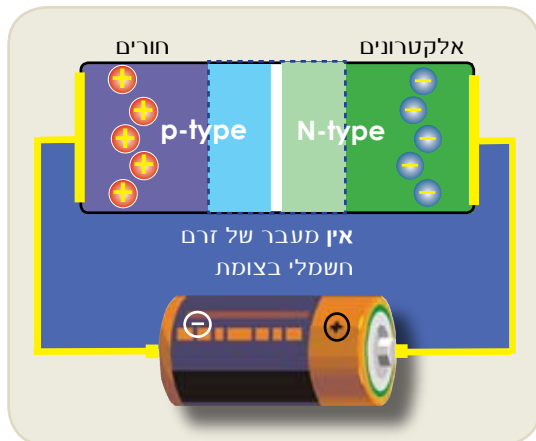 חורים
אלקטרונים
+
+
+
+
+
p-type
N-type
−
−
−
−
−
אין מעבר של זרם
חשמלי בצומת
−
+